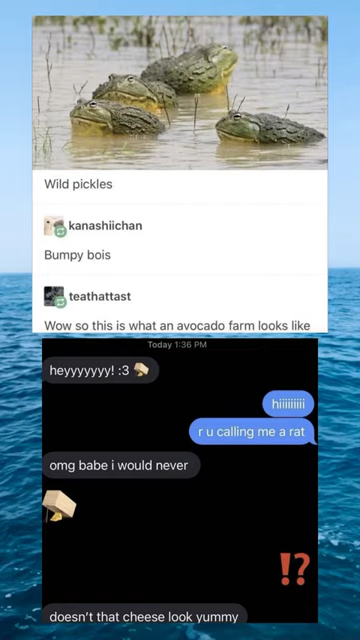 Wild pickles
kanashiichan
Bumpy bois
teathattast
Wow so this is what an avocado farm looks like
Today 1:36 PM
heyyyyyyy! :3
hiiiiiiiii
r u calling me a rat
omg babe i would never
⁉️
doesn't that cheese look yummy